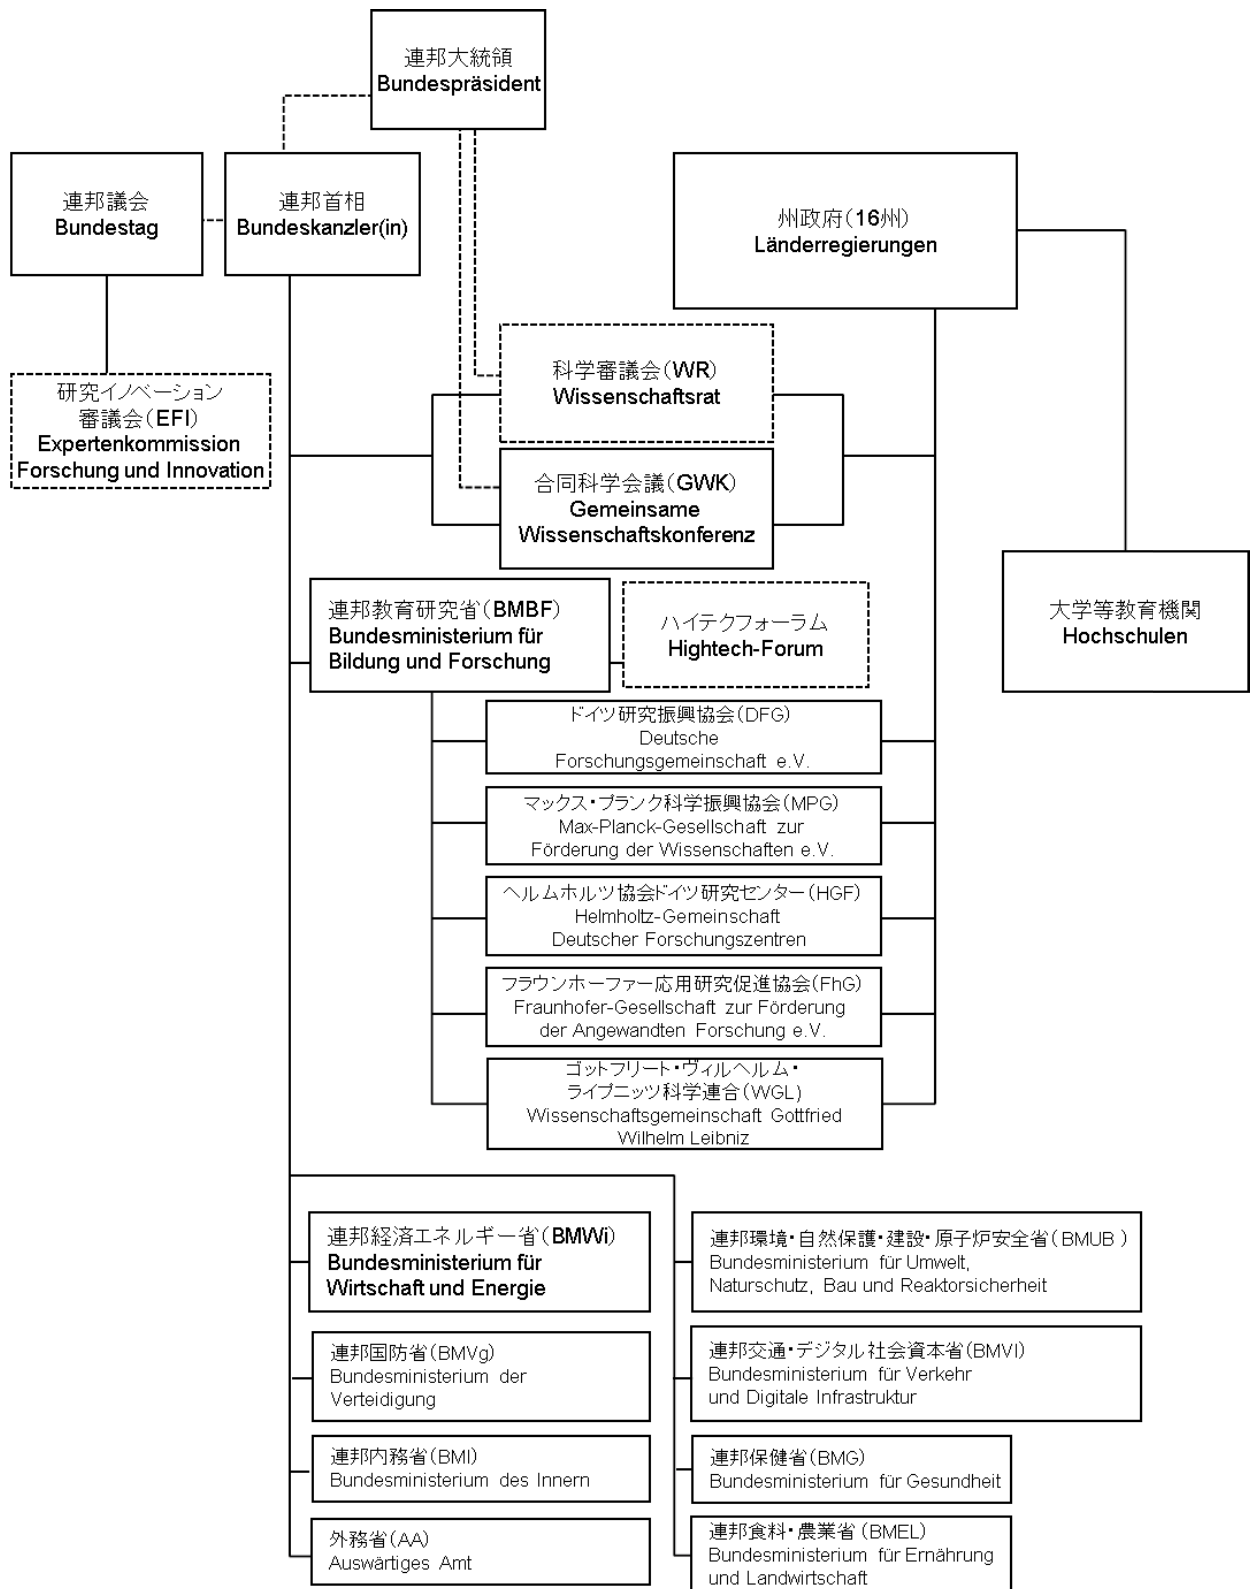 連邦大統領
Bundespräsident
連邦議会
Bundestag
連邦首相
Bundeskanzler(in)
州政府(16州)
Länderregierungen
研究イノベーション
審議会(EFI)
Expertenkommission
Forschung und Innovation
科学審議会(WR)
Wissenschaftsrat
合同科学会議(GWK)
Gemeinsame
Wissenschaftskonferenz
連邦教育研究省(BMBF)
Bundesministerium für
Bildung und Forschung
ハイテクフォーラム
Hightech-Forum
大学等教育機関
Hochschulen
ドイツ研究振興協会(DFG)
Deutsche
Forschungsgemeinschaft e.V.
マックス・プランク科学振興協会(MPG)
Max-Planck-Gesellschaft zur
Förderung der Wissenschaften e.V.
ヘルムホルツ協会ドイツ研究センター(HGF)
Helmholtz-Gemeinschaft
Deutscher Forschungszentren
フラウンホーファー応用研究促進協会(FhG)
Fraunhofer-Gesellschaft zur Förderung
der Angewandten Forschung e.V.
ゴットフリート・ヴィルヘルム・
ライプニッツ科学連合(WGL)
Wissenschaftsgemeinschaft Gottfried
Wilhelm Leibniz
連邦経済エネルギー省(BMWi)
Bundesministerium für
Wirtschaft und Energie
連邦環境・自然保護・建設・原子炉安全省(BMUB )
Bundesministerium für Umwelt,
Naturschutz, Bau und Reaktorsicherheit
連邦国防省(BMVg)
Bundesministerium der
Verteidigung
連邦交通・デジタル社会資本省(BMVI)
Bundesministerium für Verkehr
und Digitale Infrastruktur
連邦内務省(BMI)
Bundesministerium des Innern
連邦保健省(BMG)
Bundesministerium für Gesundheit
外務省(AA)
Auswärtiges Amt
連邦食料・農業省(BMEL)
Bundesministerium für Ernährung
und Landwirtschaft